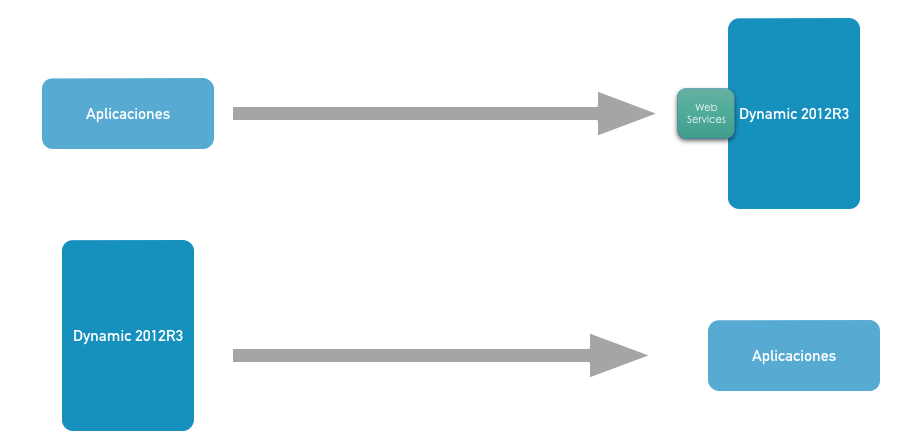 Aplicaciones
Web
Services
Dynamic 2012R3
Dynamic 2012R3
Aplicaciones